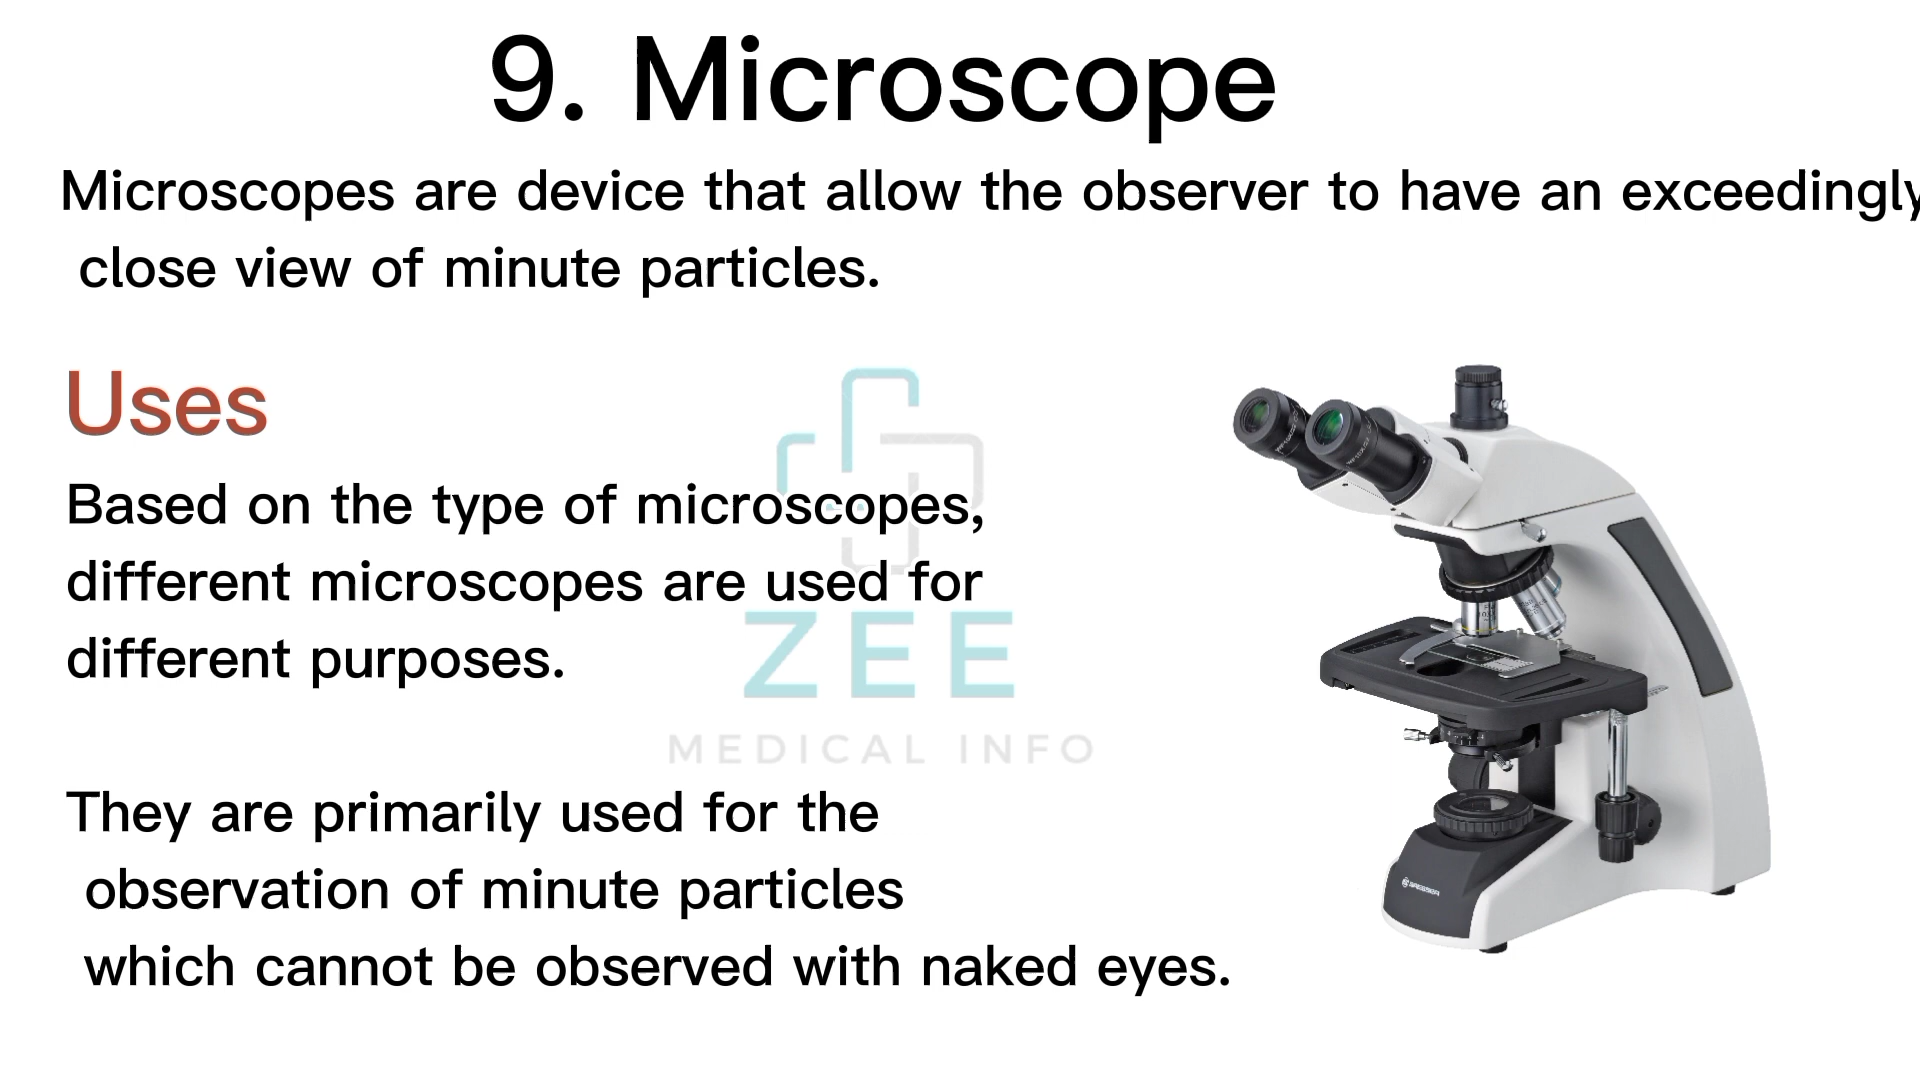 9. Microscope
Microscopes are device that allow the observer to have an exceedingly
close view of minute particles.
Uses
Based on the type of microscopes,
different microscopes are used for
different purposes.
ZEE
MEDICAL INFO
They are primarily used for the
observation of minute particles
which cannot be observed with naked eyes.
BRESSER